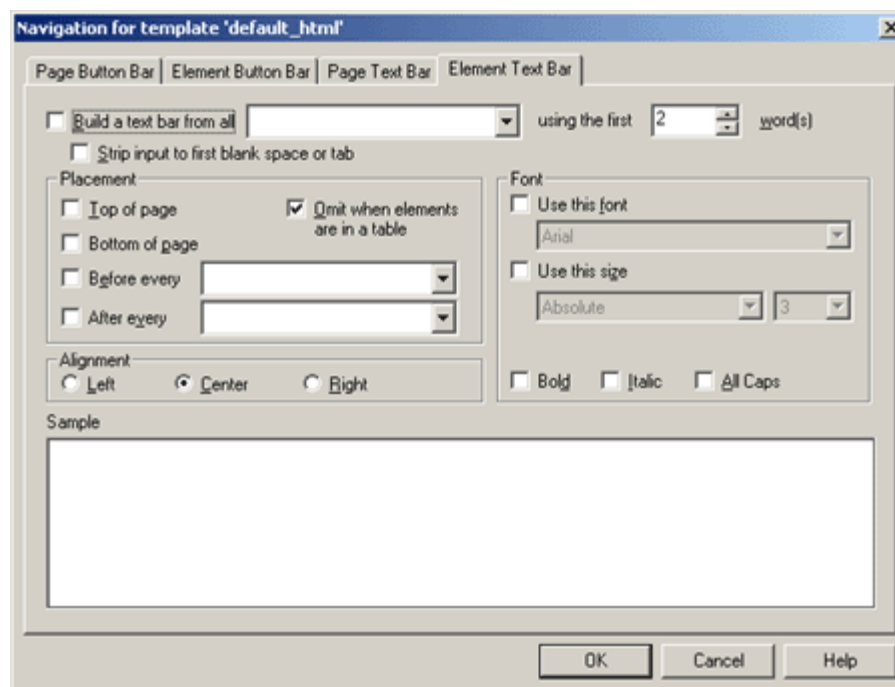 Navigation for template 'default_html'
Page Button Bar Element Button Bar Page Text Bar Element Text Bar
Build a text bar from all using the first 2 word(s)
Strip input to first blank space or tab
Placement
Top of page
Omit when elements
are in a table
Bottom of page
Before every
After every
Font
Use this font
Arial
Use this size
Absolute 3
Bold Italic All Caps
Alignment
Left Center Right
Sample
OK Cancel Help